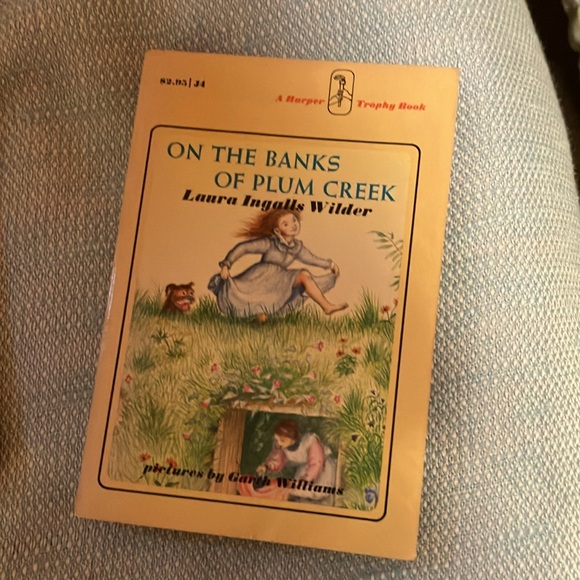 $2.95 | J4
A Harper Trophy Book
ON THE BANKS
OF PLUM CREEK
Laura Ingalls Wilder
pictures by Garth Williams